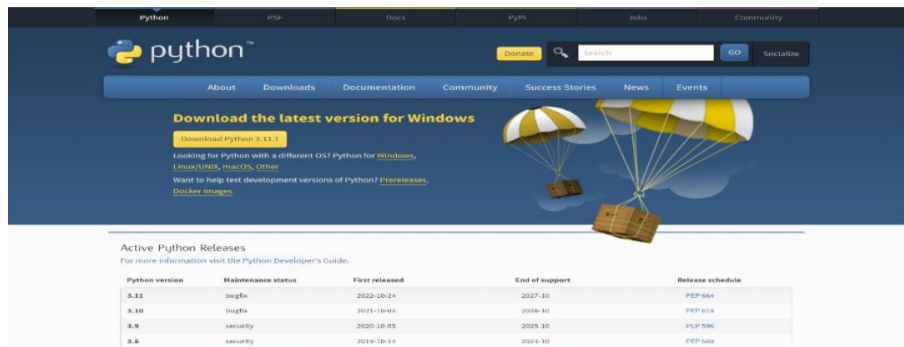 Python PSF Docs PyPI Jobs Community
python™
Donate Search GO Socialize
About Downloads Documentation Community Success Stories News Events
Download the latest version for Windows
Download Python 3.11.1
Looking for Python with a different OS? Python for Windows,
Linux/UNIX, macOS, Other
Want to help test development versions of Python? Prereleases,
Docker images
Active Python Releases
For more information visit the Python Developer's Guide.
Python version Maintenance status First released End of support Release schedule
3.11 bugfix 2022-10-24 2027-10 PEP 664
3.10 bugfix 2021-10-04 2026-10 PEP 619
3.9 security 2020-10-05 2025-10 PEP 596
3.8 security 2019-10-14 2024-10 PEP 569